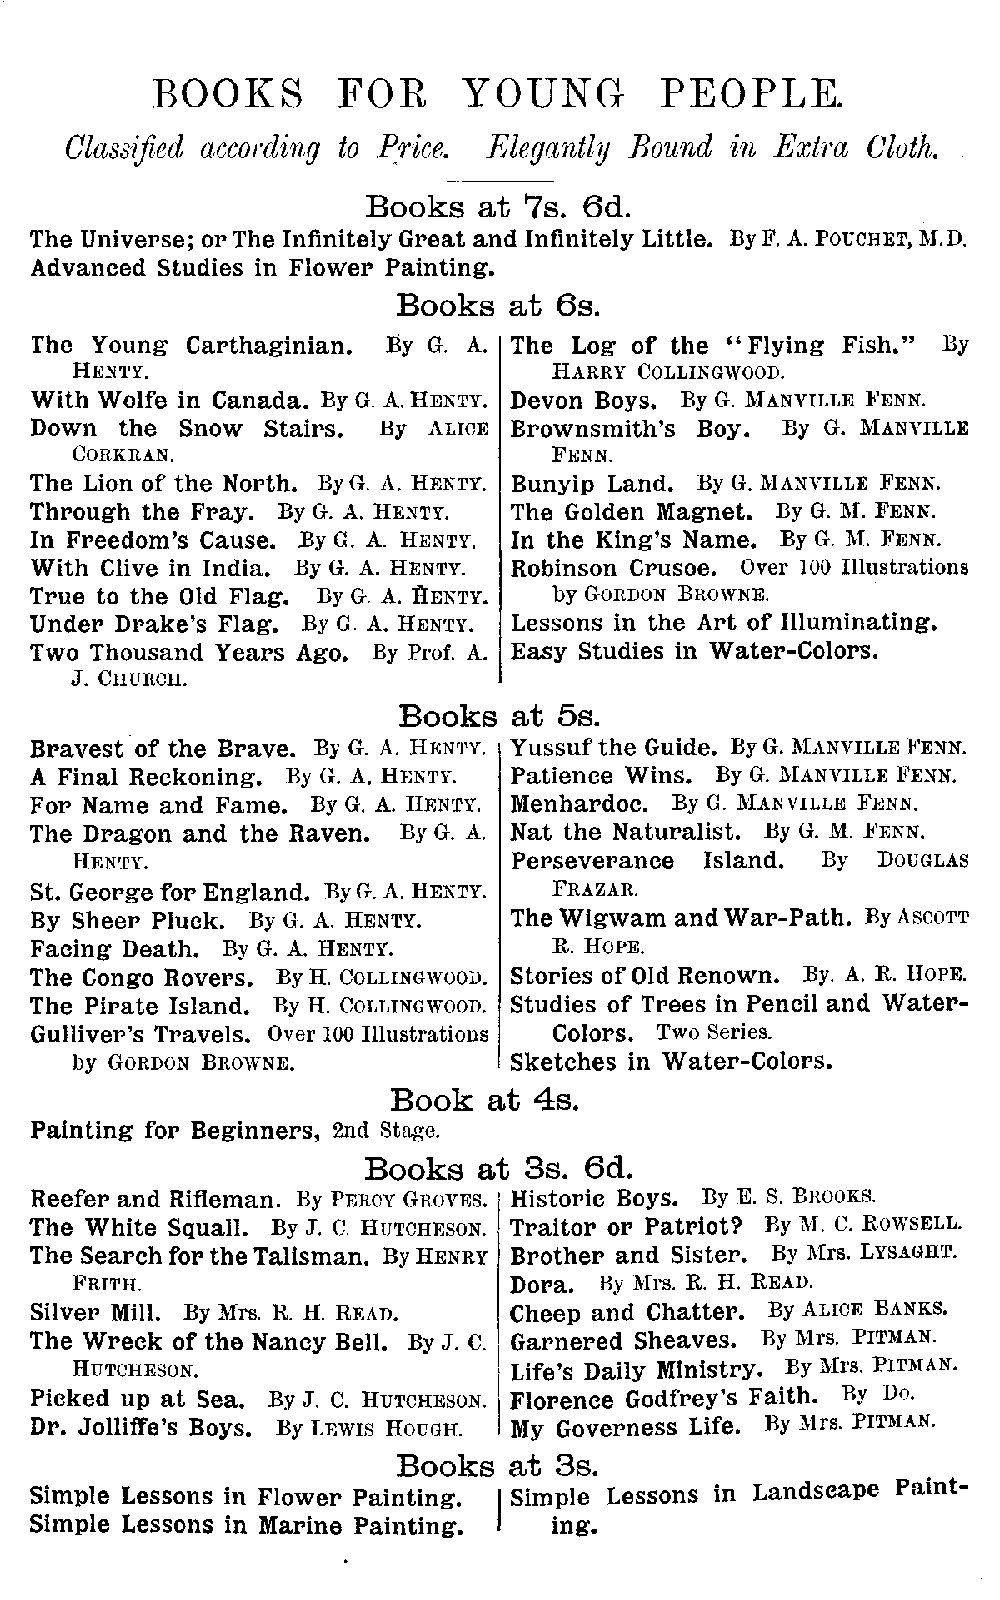 BOOKS FOR YOUNG PEOPLE.
Classified according to Price. Elegantly Bound in Extra Cloth.
Books at 7s. 6d.
The Universe; or The Infinitely Great and Infinitely Little. By F. A. POUCHET, M.D.
Advanced Studies in Flower Painting.
Books at 6s.
The Young Carthaginian. By G. A.
HENTY.
With Wolfe in Canada. By G. A. HENTY.
Down the Snow Stairs. By ALICE
CORKRAN.
The Lion of the North. By G. A. HENTY.
Through the Fray. By G. A. HENTY.
In Freedom's Cause. By G. A. HENTY.
With Clive in India. By G. A. HENTY.
True to the Old Flag. By G. A. HENTY.
Under Drake's Flag. By G. A. HENTY.
Two Thousand Years Ago. By Prof. A.
J. CHURCH.
The Log of the "Flying Fish." By
HARRY COLLINGWOOD.
Devon Boys. By G. MANVILLE FENN.
Brownsmith's Boy. By G. MANVILLE
FENN.
Bunyip Land. By G. MANVILLE FENN.
The Golden Magnet. By G. M. FENN.
In the King's Name. By G. M. FENN.
Robinson Crusoe. Over 100 Illustrations
by GORDON BROWNE.
Lessons in the Art of Illuminating.
Easy Studies in Water-Colors.
Books at 5s.
Bravest of the Brave. By G. A. HENTY.
A Final Reckoning. By G. A. HENTY.
For Name and Fame. By G. A. HENTY.
The Dragon and the Raven. By G. A.
HENTY.
St. George for England. By G. A. HENTY.
By Sheer Pluck. By G. A. HENTY.
Facing Death. By G. A. HENTY.
The Congo Rovers. By H. COLLINGWOOD.
The Pirate Island. By H. COLLINGWOOD.
Gulliver's Travels. Over 100 Illustrations
by GORDON BROWNE.
Yussuf the Guide. By G. MANVILLE FENN.
Patience Wins. By G. MANVILLE FENN.
Menhardoc. By G. MANVILLE FENN.
Nat the Naturalist. By G. M. FENN.
Perseverance Island. By DOUGLAS
FRAZAR.
The Wigwam and War-Path. By ASCOTT
R. HOPE.
Stories of Old Renown. By. A. R. HOPE.
Studies of Trees in Pencil and Water-
Colors. Two Series.
Sketches in Water-Colors.
Book at 4s.
Painting for Beginners, 2nd Stage.
Books at 3s. 6d.
Reefer and Rifleman. By PERCY GROVES.
The White Squall. By J. C. HUTCHESON.
The Search for the Talisman. By HENRY
FRITH.
Silver Mill. By Mrs. R. H. READ.
The Wreck of the Nancy Bell. By J. C.
HUTCHESON.
Picked up at Sea. By J. C. HUTCHESON.
Dr. Jolliffe's Boys. By LEWIS HOUGH.
Historic Boys. By E. S. BROOKS.
Traitor or Patriot? By M. C. ROWSELL.
Brother and Sister. By Mrs. LYSAGHT.
Dora. By Mrs. R. H. READ.
Cheep and Chatter. By ALICE BANKS.
Garnered Sheaves. By Mrs. PITMAN.
Life's Daily Ministry. By Mrs. PITMAN.
Florence Godfrey's Faith. By Do.
My Governess Life. By Mrs. PITMAN.
Books at 3s.
Simple Lessons in Flower Painting.
Simple Lessons in Marine Painting.
Simple Lessons in Landscape Paint-
ing.